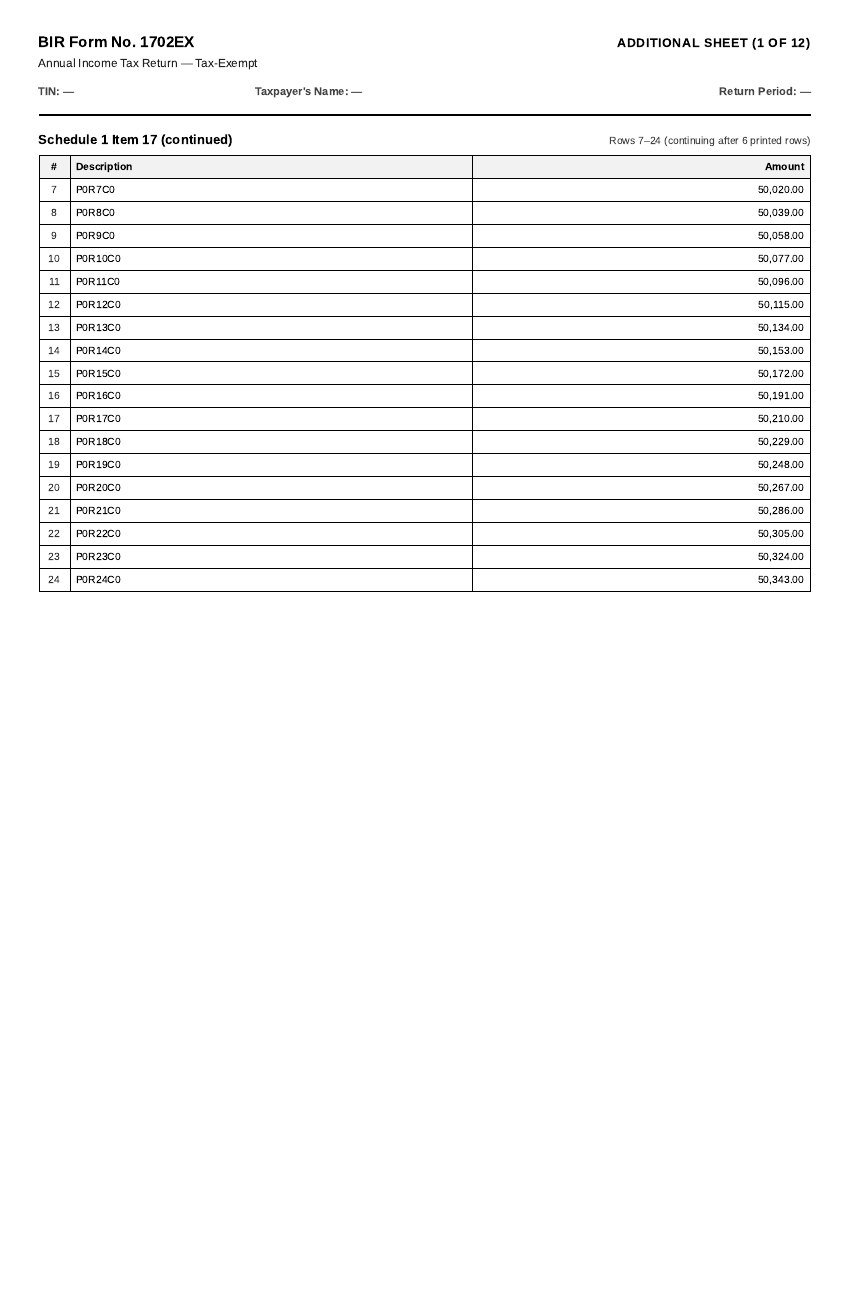 BIR Form No. 1702EX
ADDITIONAL SHEET (1 OF 12)
Annual Income Tax Return — Tax-Exempt
TIN: — Taxpayer's Name: — Return Period: —
Schedule 1 Item 17 (continued)
Rows 7–24 (continuing after 6 printed rows)
# Description Amount
7 P0R7C0 50,020.00
8 P0R8C0 50,039.00
9 P0R9C0 50,058.00
10 P0R10C0 50,077.00
11 P0R11C0 50,096.00
12 P0R12C0 50,115.00
13 P0R13C0 50,134.00
14 P0R14C0 50,153.00
15 P0R15C0 50,172.00
16 P0R16C0 50,191.00
17 P0R17C0 50,210.00
18 P0R18C0 50,229.00
19 P0R19C0 50,248.00
20 P0R20C0 50,267.00
21 P0R21C0 50,286.00
22 P0R22C0 50,305.00
23 P0R23C0 50,324.00
24 P0R24C0 50,343.00